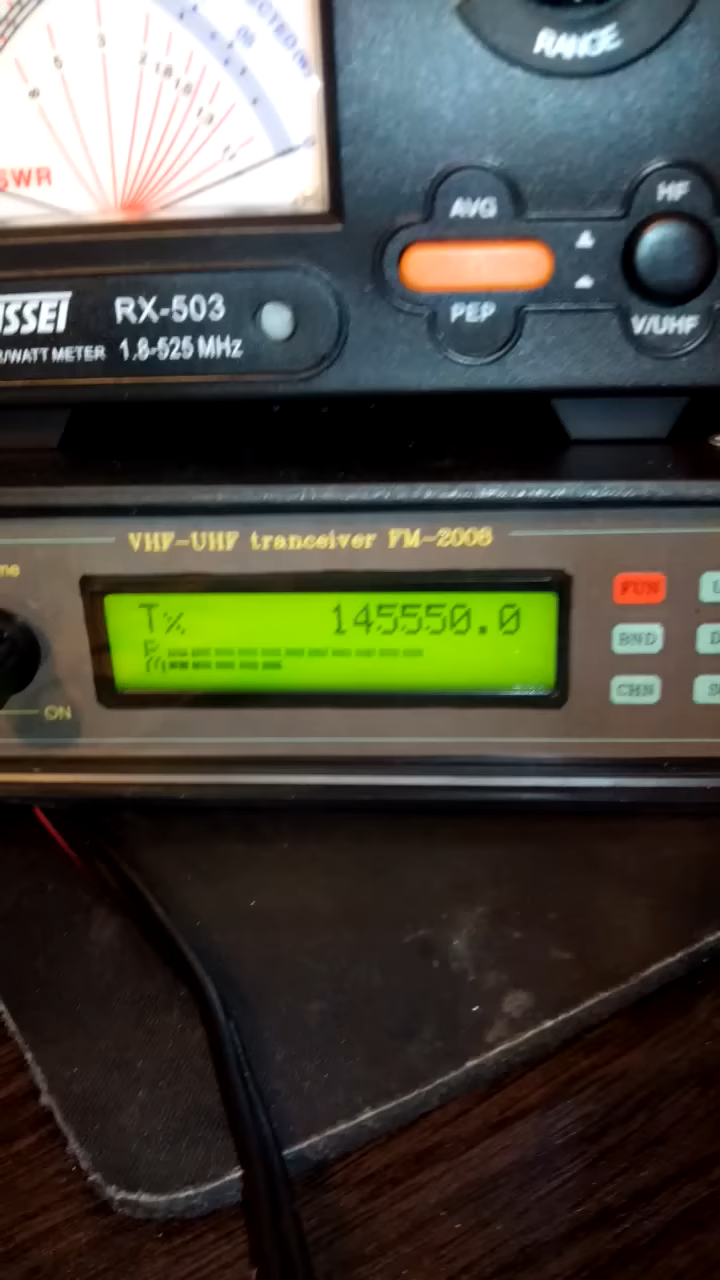 RANGE
SWR
AVG
HF
PEP
V/UHF
RX-503
WATT METER 1.8-525 MHz
VHF-UHF tranceiver FM-2008
Tx 145550.0
P
M
FUN
BND
CHN
ON